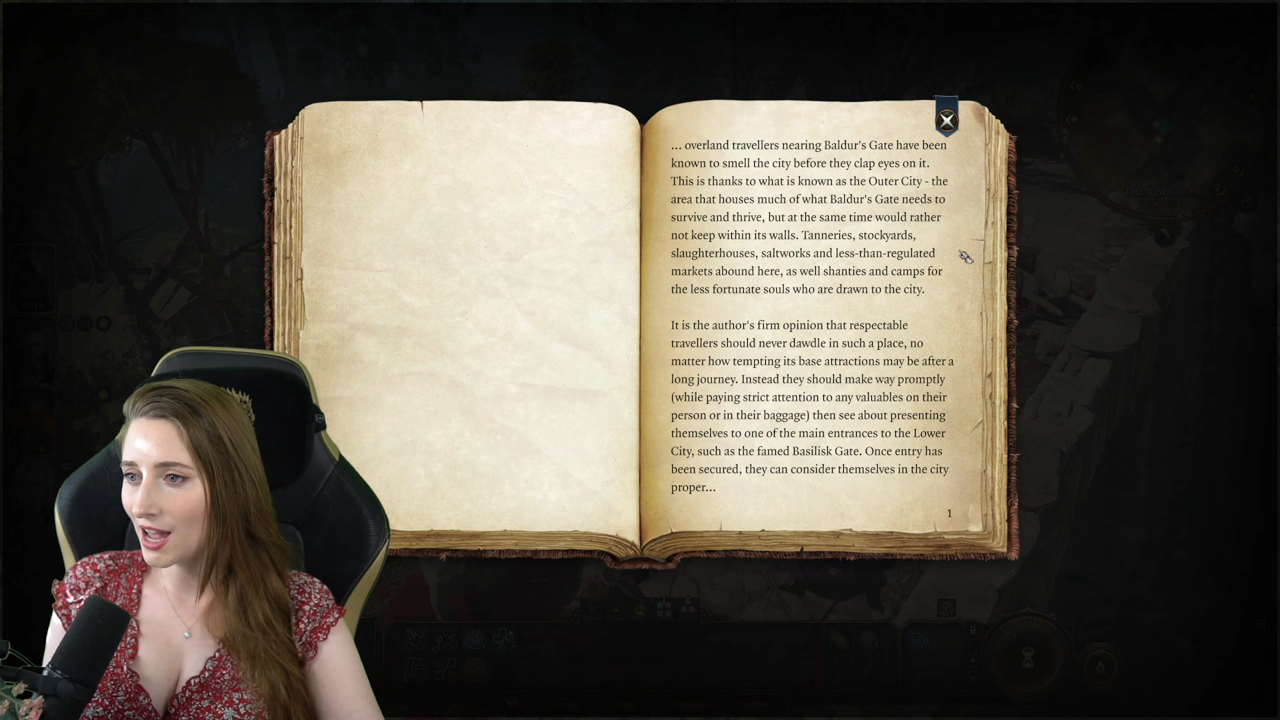 ... overland travellers nearing Baldur's Gate have been
known to smell the city before they clap eyes on it.
This is thanks to what is known as the Outer City - the
area that houses much of what Baldur's Gate needs to
survive and thrive, but at the same time would rather
not keep within its walls. Tanneries, stockyards,
slaughterhouses, saltworks and less-than-regulated
markets abound here, as well shanties and camps for
the less fortunate souls who are drawn to the city.
It is the author's firm opinion that respectable
travellers should never dawdle in such a place, no
matter how tempting its base attractions may be after a
long journey. Instead they should make way promptly
(while paying strict attention to any valuables on their
person or in their baggage) then see about presenting
themselves to one of the main entrances to the Lower
City, such as the famed Basilisk Gate. Once entry has
been secured, they can consider themselves in the city
proper...
1